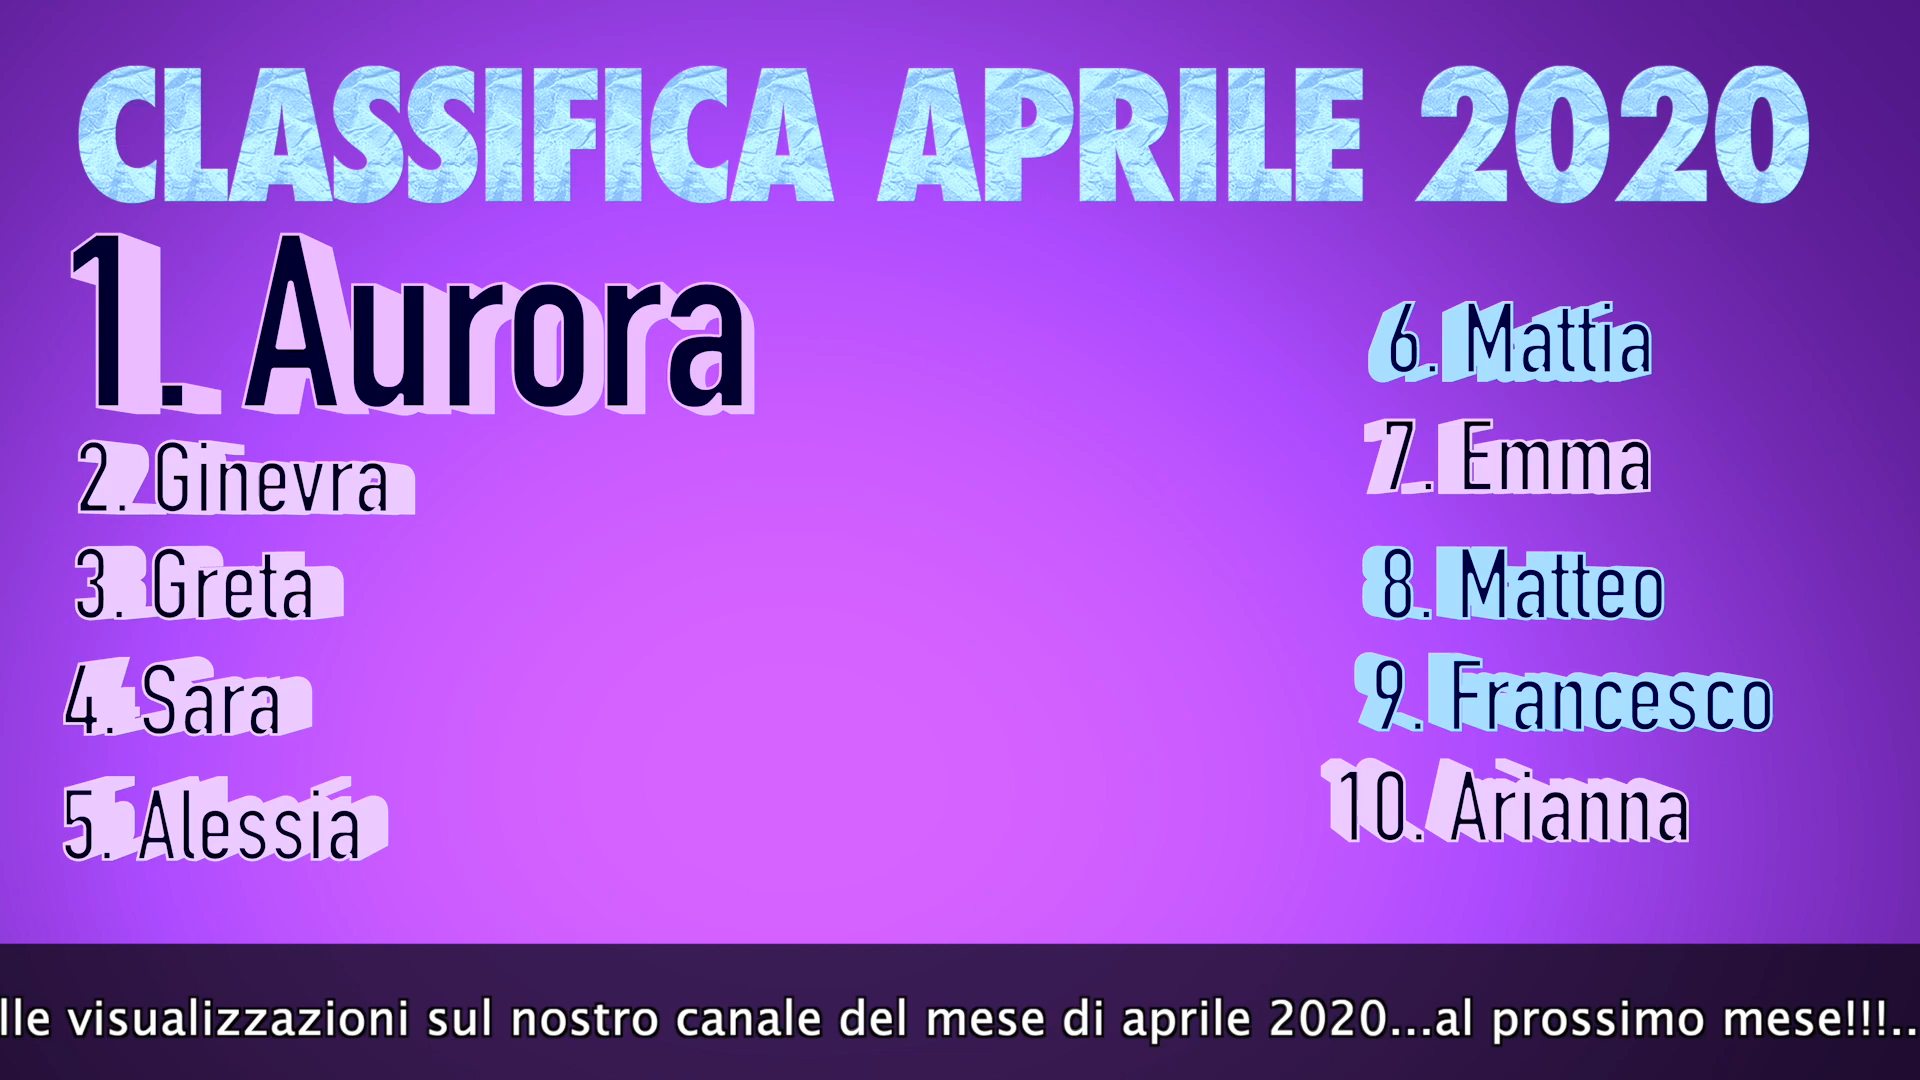 CLASSIFICA APRILE 2020
1. Aurora
2. Ginevra
3. Greta
4. Sara
5. Alessia
6. Mattia
7. Emma
8. Matteo
9. Francesco
10. Arianna
visualizzazioni sul nostro canale del mese di aprile 2020...al prossimo mese!!!..